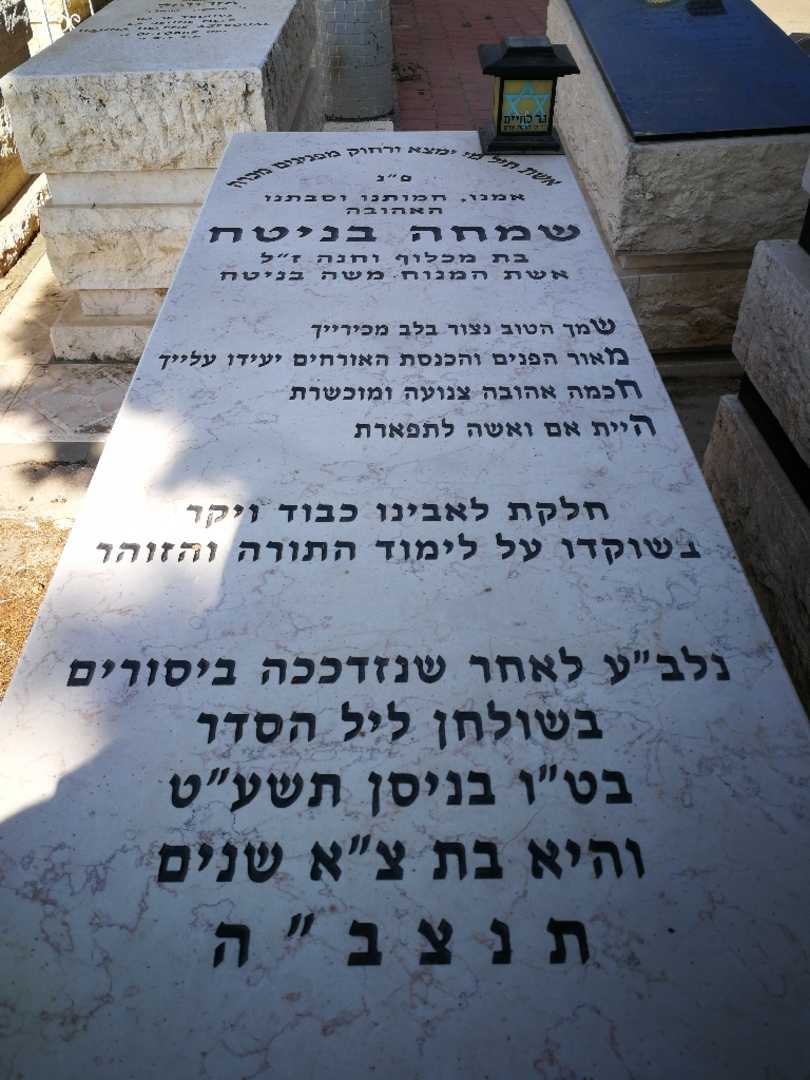 אשת חיל מי ימצא ורחוק מפנינים מכרה
ס״נ
אמנו, חמותנו וסבתנו
האהובה
שמחה בניטח
בת מכלוף וחנה ז״ל
אשת המנוח משה בניטח
שמך הטוב נצור בלב מכירייך
מאור הפנים והכנסת האורחים יעידו עלייך
חכמה אהובה צנועה ומוכשרת
היית אם ואשה לתפארת
חלקת לאבינו כבוד ויקר
בשוקדו על לימוד התורה והזוהר
נלב״ע לאחר שנזדככה ביסורים
בשולחן ליל הסדר
בט״ו בניסן תשע״ט
והיא בת צ״א שנים
ת נ צ ב ״ ה